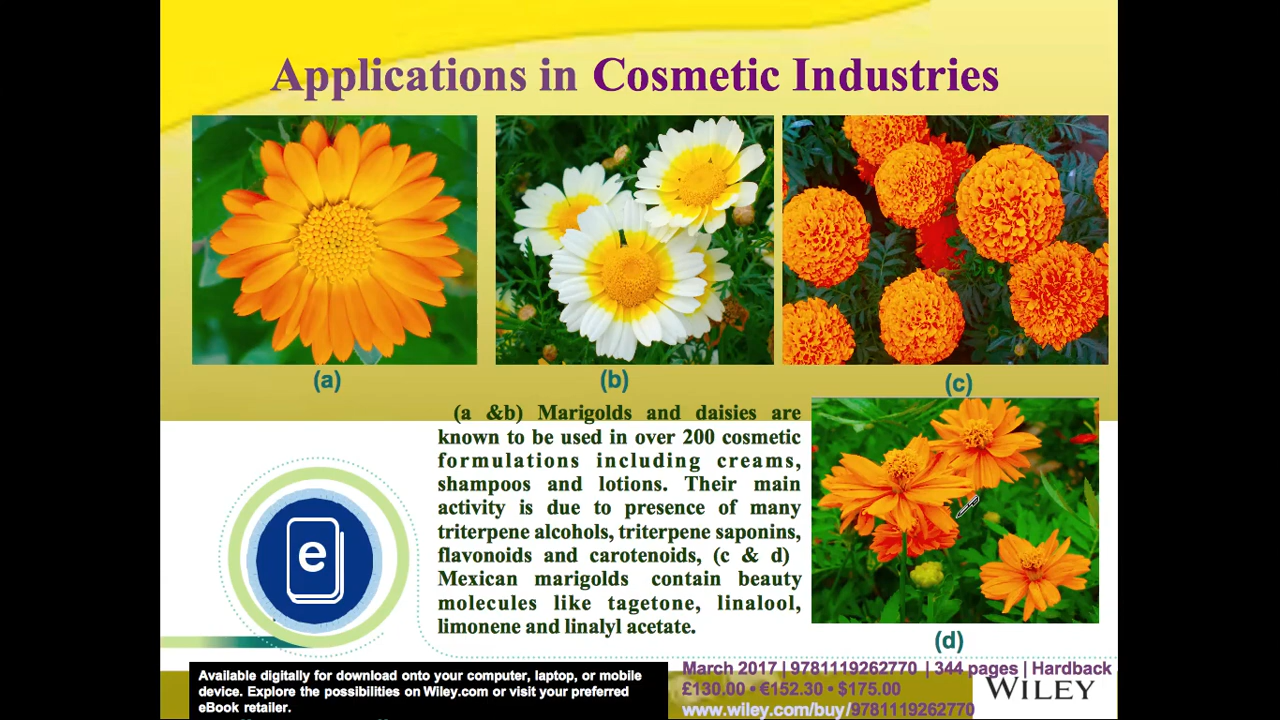 Applications in Cosmetic Industries
(a)
(b)
(c)
(a &b) Marigolds and daisies are
known to be used in over 200 cosmetic
formulations including creams,
shampoos and lotions. Their main
activity is due to presence of many
triterpene alcohols, triterpene saponins,
flavonoids and carotenoids, (c & d)
Mexican marigolds contain beauty
molecules like tagetone, linalool,
limonene and linalyl acetate.
(d)
e
Available digitally for download onto your computer, laptop, or mobile
device. Explore the possibilities on Wiley.com or visit your preferred
eBook retailer.
March 2017 | 9781119262770 | 344 pages | Hardback
£130.00 • €152.30 • $175.00
www.wiley.com/buy/9781119262770
WILEY